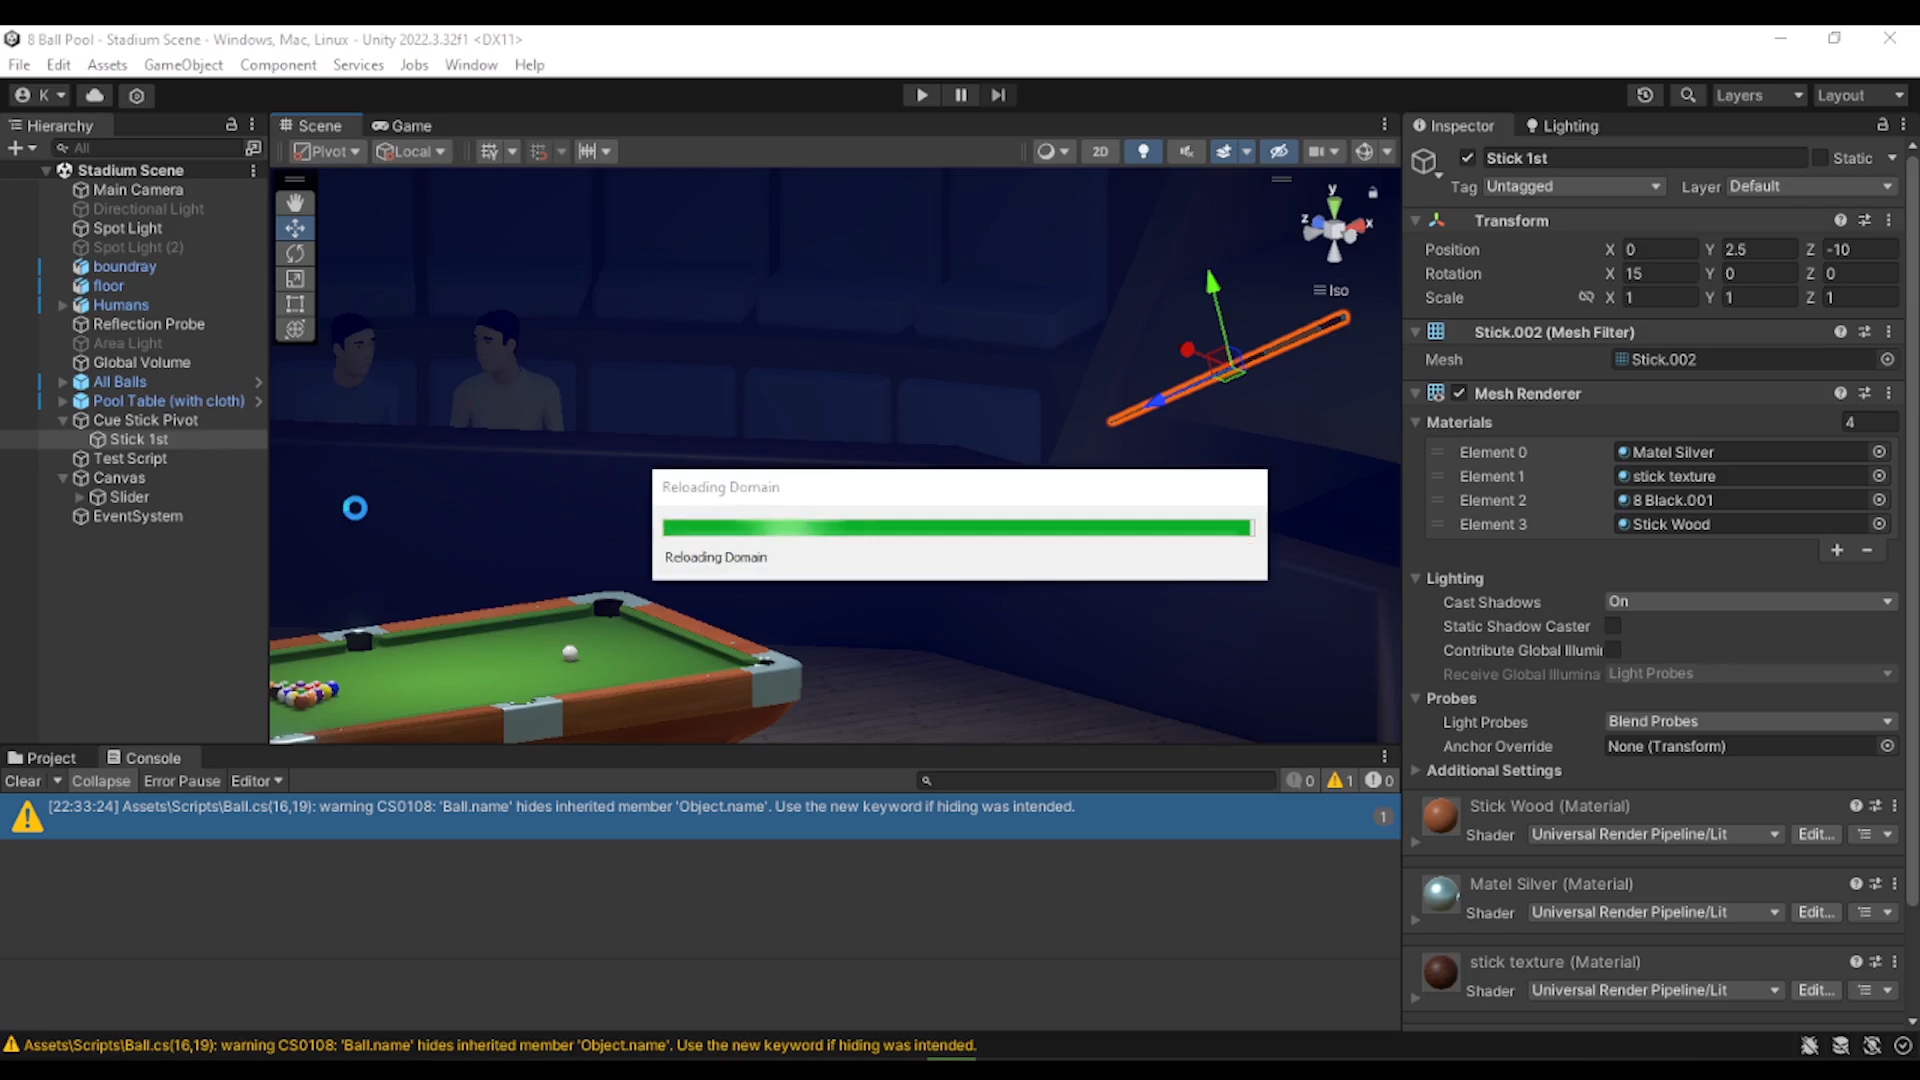 8 Ball Pool - Stadium Scene - Windows, Mac, Linux - Unity 2022.3.32f1 <DX11>
File Edit Assets GameObject Component Services Jobs Window Help
K Layers Layout
Hierarchy
All
Stadium Scene
Main Camera
Directional Light
Spot Light
Spot Light (2)
boundray
floor
Humans
Reflection Probe
Area Light
Global Volume
All Balls
Pool Table (with cloth)
Cue Stick Pivot
Stick 1st
Test Script
Canvas
Slider
EventSystem
Scene Game
Pivot Local 2D
y
z x
Iso
Reloading Domain
Reloading Domain
Inspector Lighting
Stick 1st Static
Tag Untagged Layer Default
Transform
Position X 0 Y 2.5 Z -10
Rotation X 15 Y 0 Z 0
Scale X 1 Y 1 Z 1
Stick.002 (Mesh Filter)
Mesh Stick.002
Mesh Renderer
Materials 4
Element 0 Matel Silver
Element 1 stick texture
Element 2 8 Black.001
Element 3 Stick Wood
Lighting
Cast Shadows On
Static Shadow Caster
Contribute Global Illumi
Receive Global Illumina Light Probes
Probes
Light Probes Blend Probes
Anchor Override None (Transform)
Additional Settings
Stick Wood (Material)
Shader Universal Render Pipeline/Lit Edit...
Matel Silver (Material)
Shader Universal Render Pipeline/Lit Edit...
stick texture (Material)
Shader Universal Render Pipeline/Lit Edit...
Project Console
Clear Collapse Error Pause Editor 0 1 0
[22:33:24] Assets\Scripts\Ball.cs(16,19): warning CS0108: 'Ball.name' hides inherited member 'Object.name'. Use the new keyword if hiding was intended.
1
Assets\Scripts\Ball.cs(16,19): warning CS0108: 'Ball.name' hides inherited member 'Object.name'. Use the new keyword if hiding was intended.